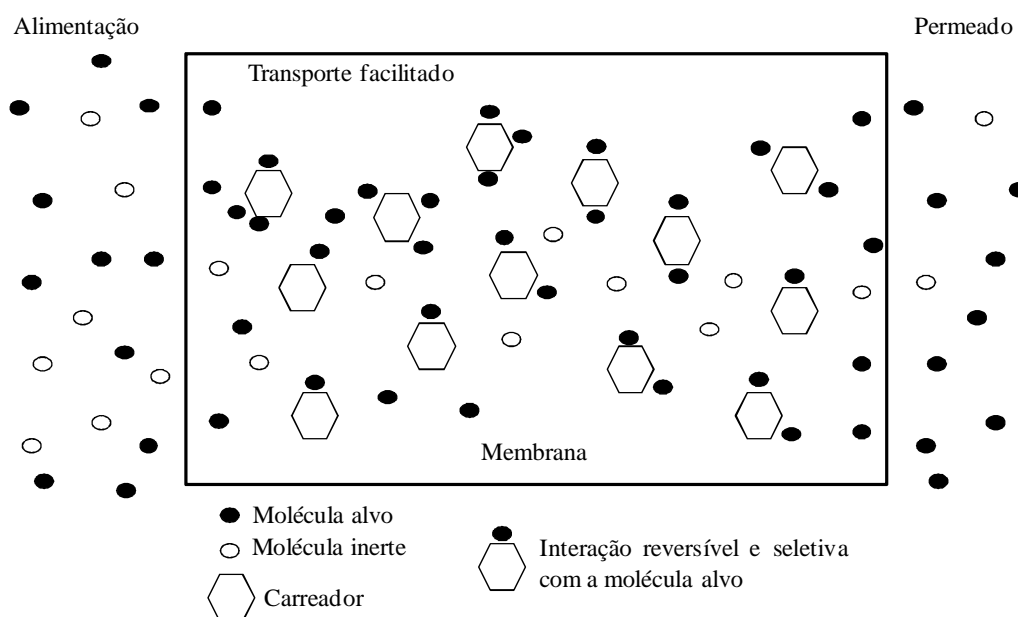 Alimentação
Permeado
Transporte facilitado
Membrana
Molécula alvo
Molécula inerte
Carreador
Interação reversível e seletiva
com a molécula alvo